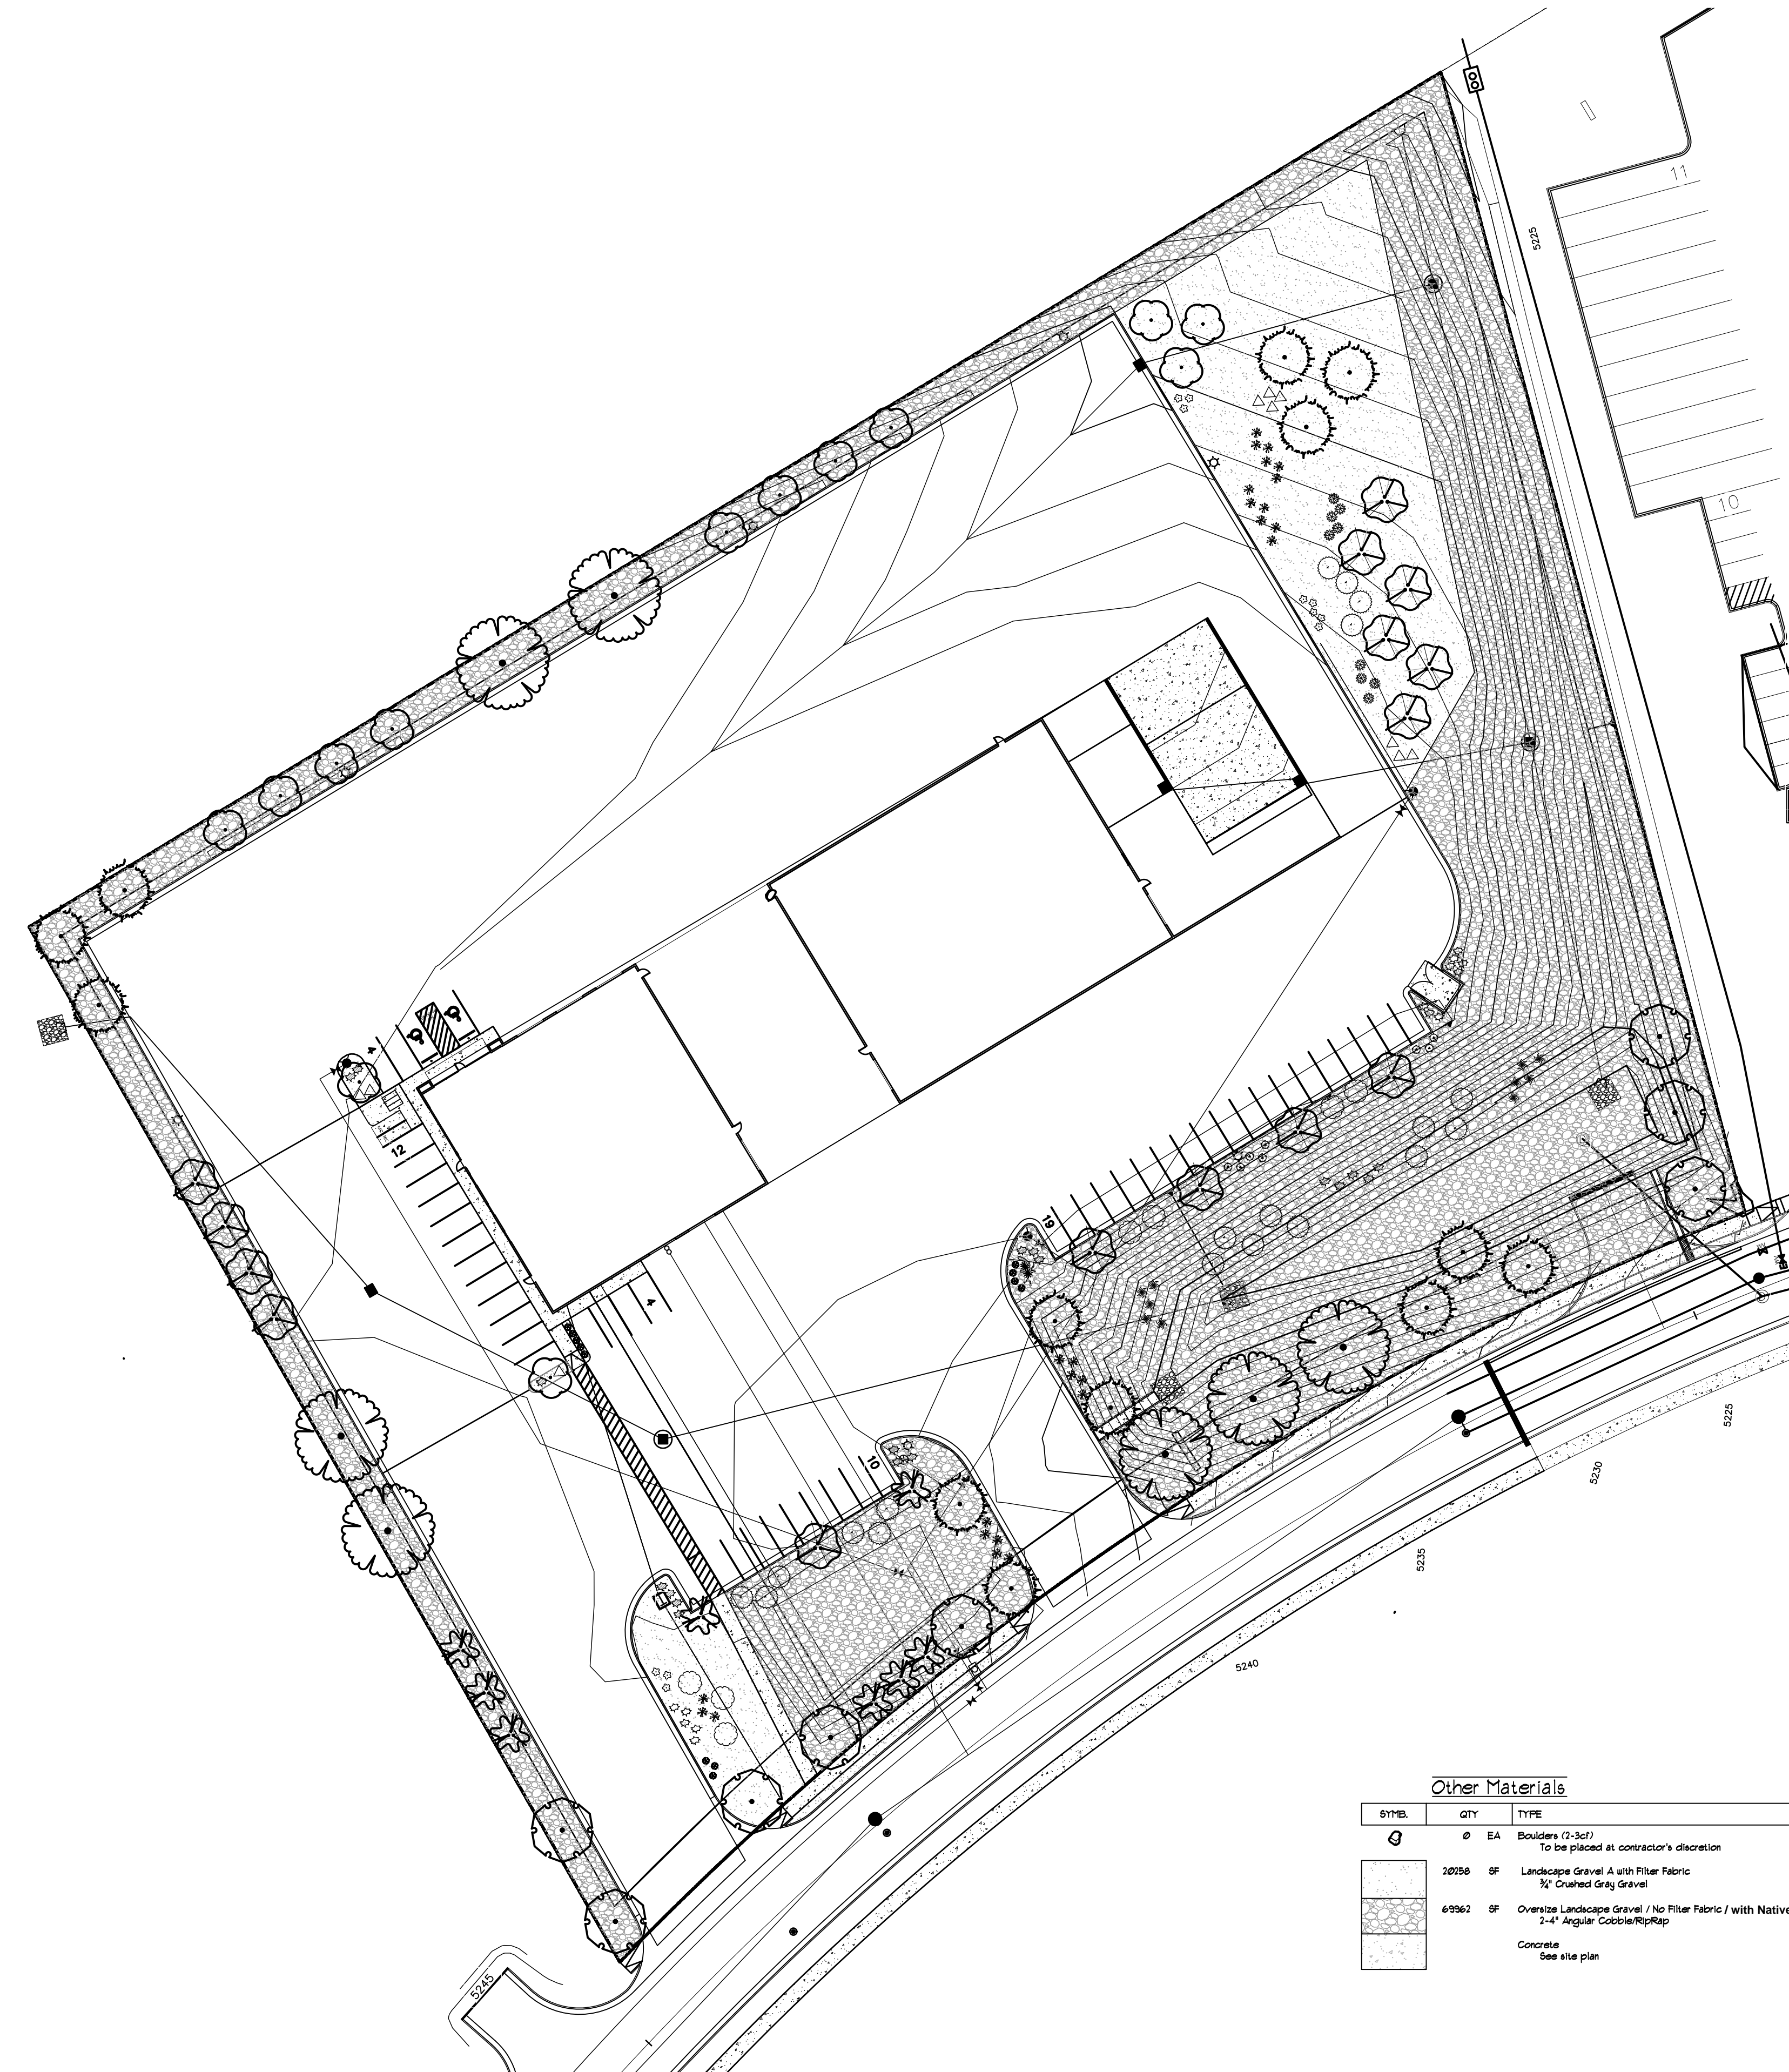 11
5225
10
4
12
19
4
10
5225
5230
5235
5240
5245
Other Materials
SYMB. QTY TYPE
0 EA Boulders (2-3cf)
To be placed at contractor's discretion
20258 SF Landscape Gravel A with Filter Fabric
¾" Crushed Gray Gravel
69962 SF Oversize Landscape Gravel / No Filter Fabric / with Native
2-4" Angular Cobble/RipRap
Concrete
See site plan